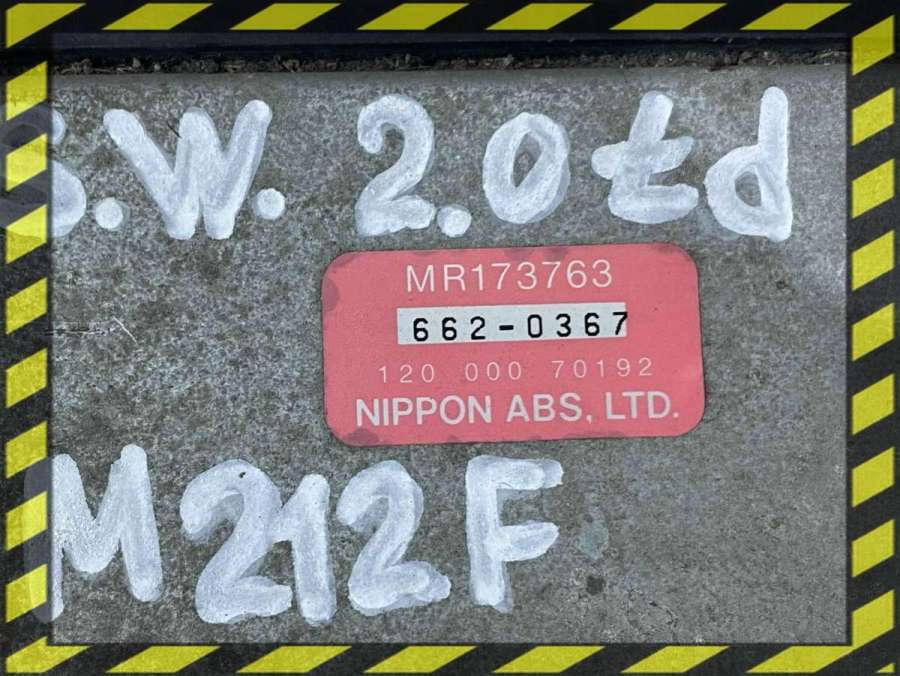 S.W. 2.0td
MR173763
662-0367
120 000 70192
NIPPON ABS, LTD.
M212F